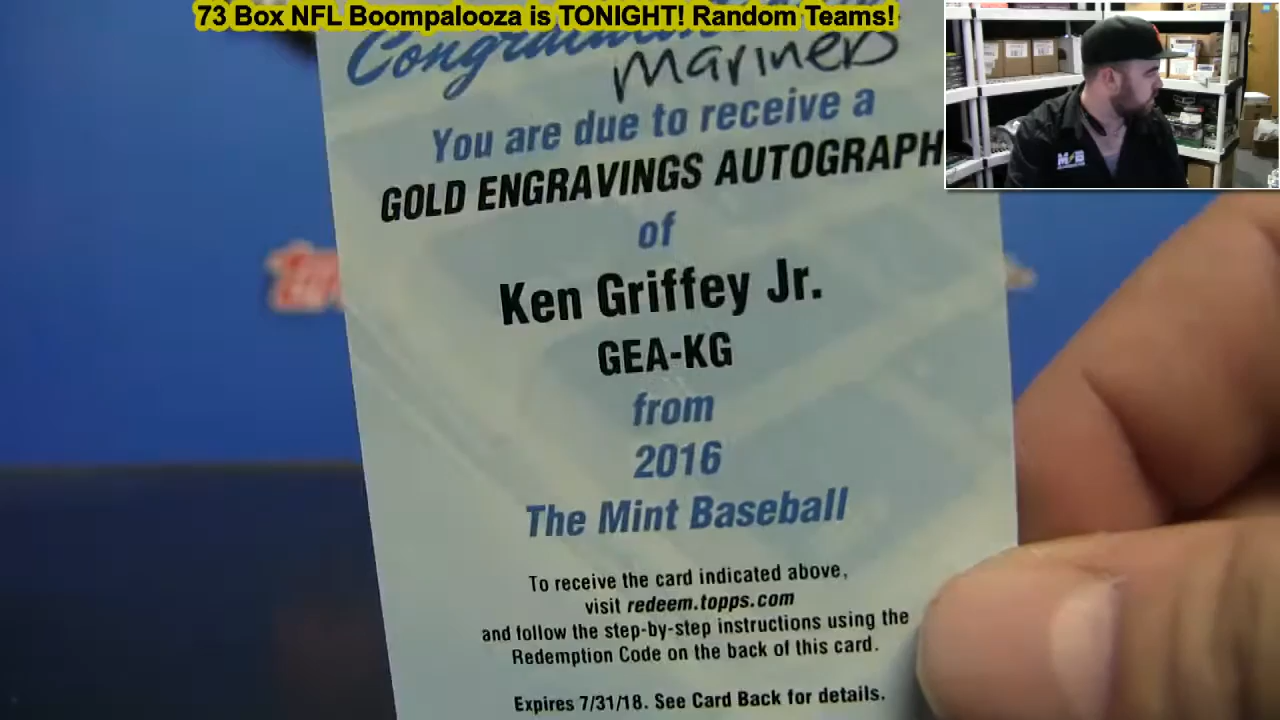 73 Box NFL Boompalooza is TONIGHT! Random Teams!
Mariners
You are due to receive a
GOLD ENGRAVINGS AUTOGRAPH
of
Ken Griffey Jr.
GEA-KG
from
2016
The Mint Baseball
To receive the card indicated above,
visit redeem.topps.com
and follow the step-by-step instructions using the
Redemption Code on the back of this card.
Expires 7/31/18. See Card Back for details.